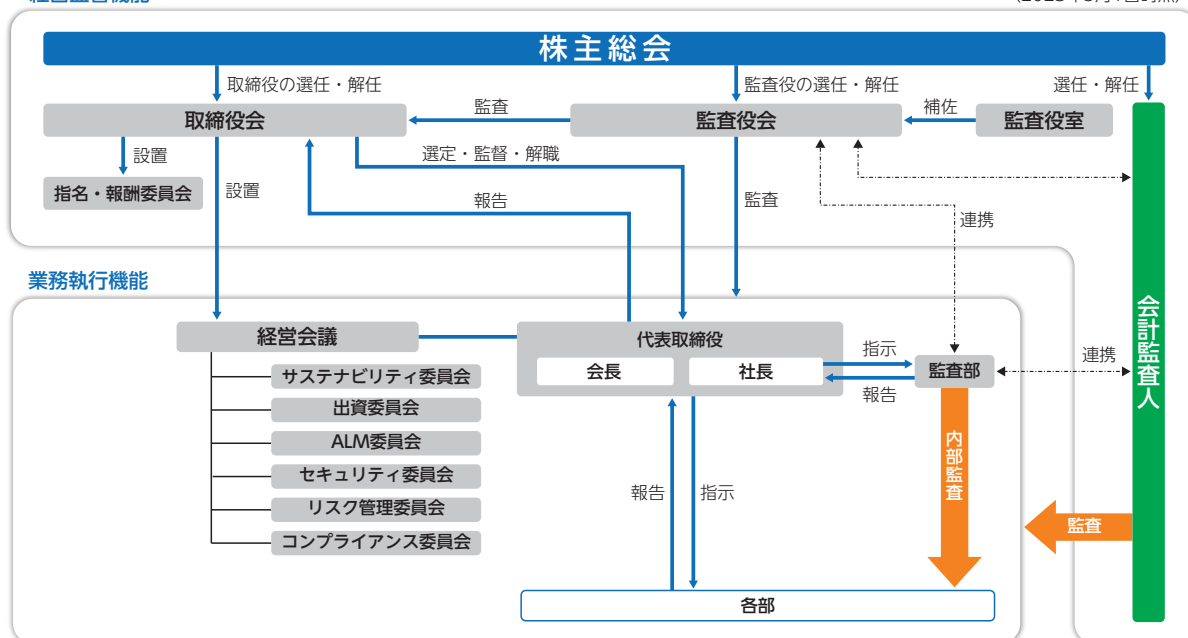 株主総会
取締役の選任・解任
監査役の選任・解任
選任・解任
取締役会
監査
監査役会
補佐
監査役室
設置
選定・監督・解職
指名・報酬委員会
設置
報告
監査
連携
業務執行機能
経営会議
代表取締役
会長
社長
指示
報告
監査部
連携
会計監査人
サステナビリティ委員会
出資委員会
ALM委員会
セキュリティ委員会
リスク管理委員会
コンプライアンス委員会
報告
指示
内部監査
監査
各部